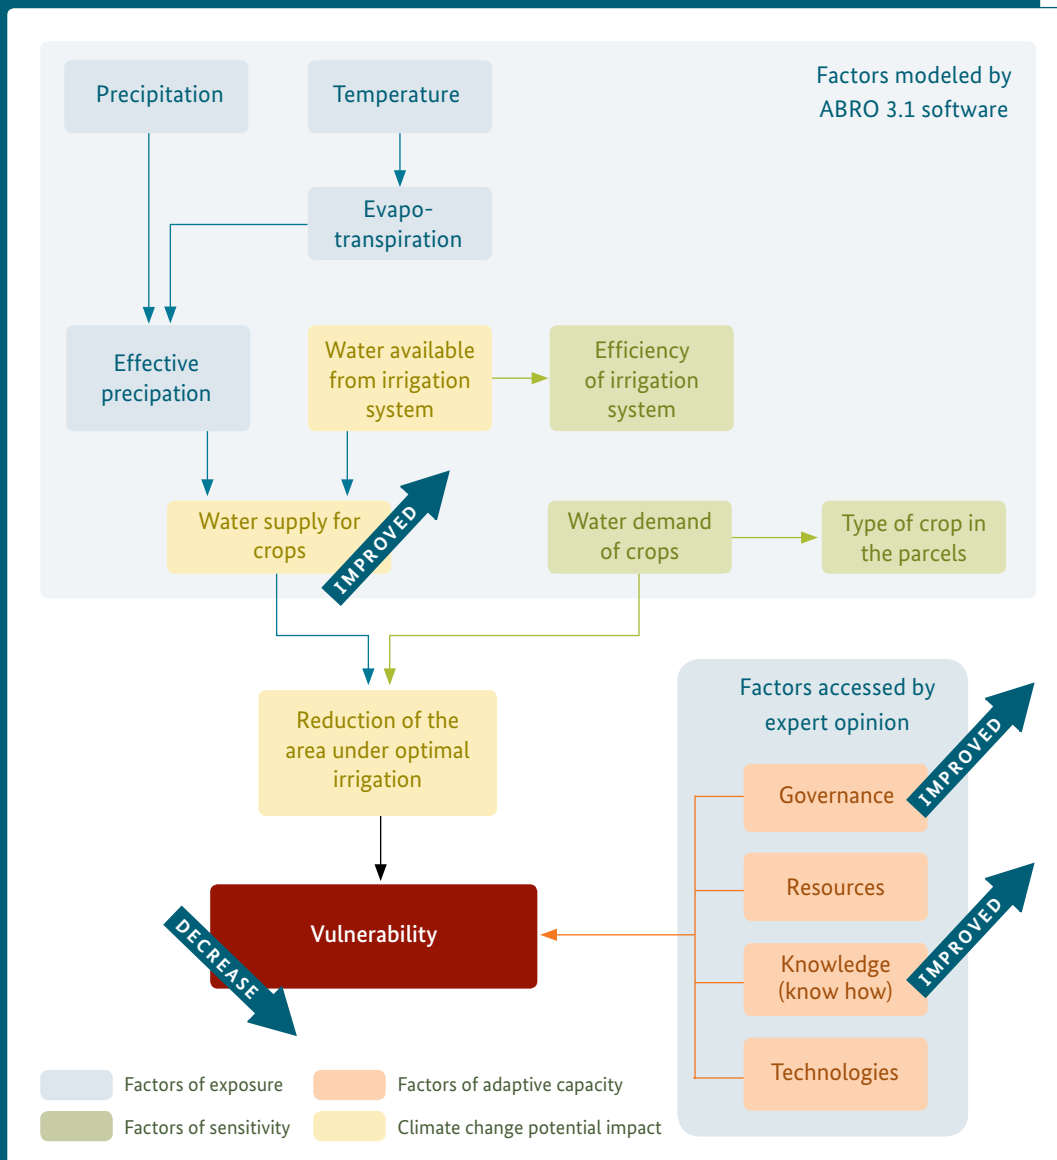 Factors modeled by
ABRO 3.1 software
Precipitation
Temperature
Evapo-
transpiration
Effective
precipation
Water available
from irrigation
system
Efficiency
of irrigation
system
Water supply for
crops
IMPROVED
Water demand
of crops
Type of crop in
the parcels
Reduction of the
area under optimal
irrigation
Factors accessed by
expert opinion
Governance
IMPROVED
Resources
Knowledge
(know how)
IMPROVED
Technologies
Vulnerability
DECREASE
Factors of exposure
Factors of adaptive capacity
Factors of sensitivity
Climate change potential impact